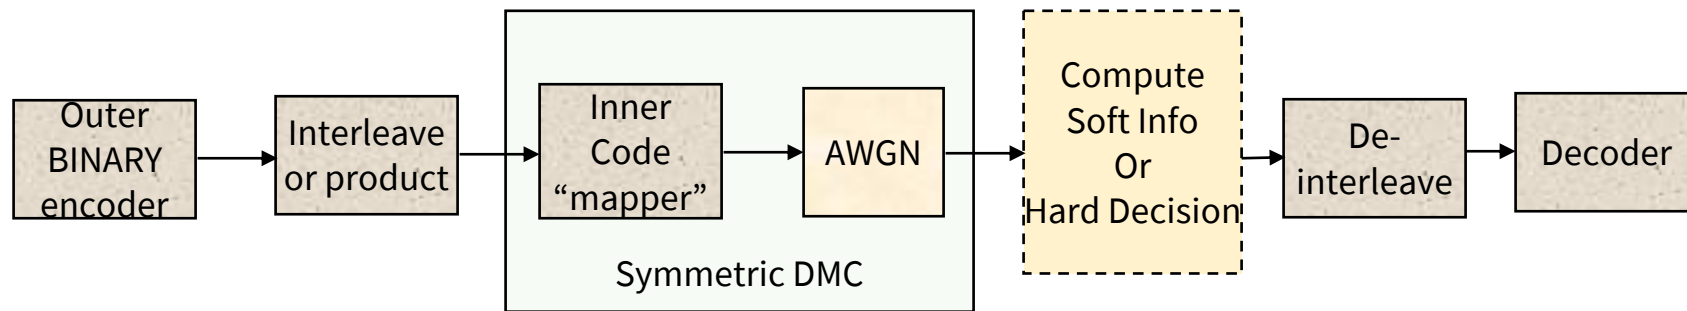 Outer
BINARY
encoder
Interleave
or product
Inner
Code
“mapper”
AWGN
Symmetric DMC
Compute
Soft Info
Or
Hard Decision
De-
interleave
Decoder